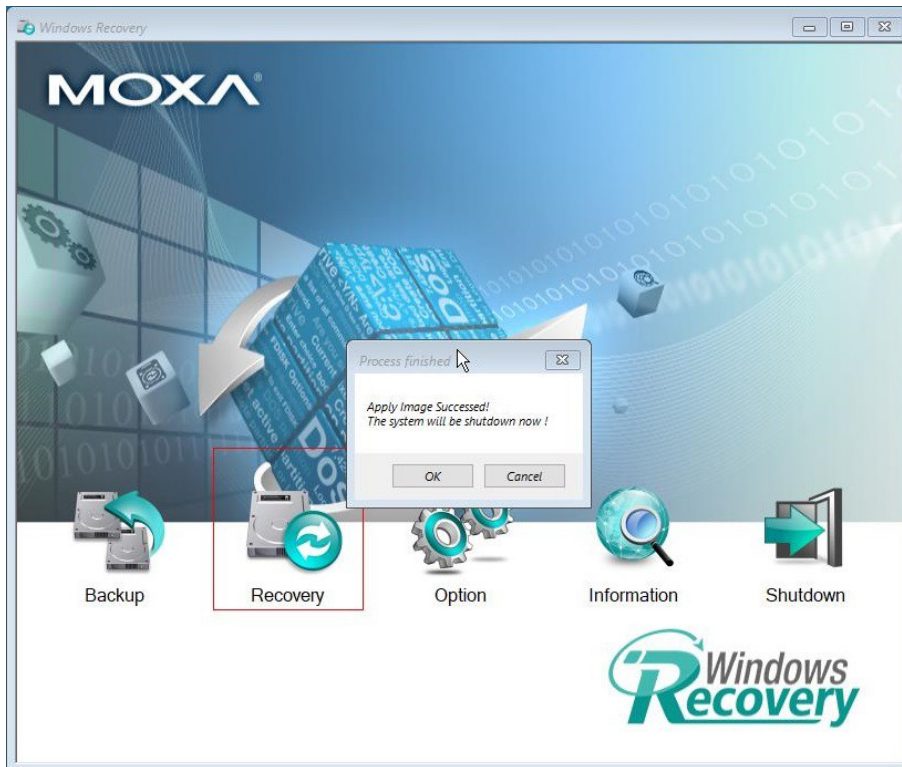 Windows Recovery
MOXA®
Process finished
Apply Image Successed!
The system will be shutdown now !
OK
Cancel
Backup
Recovery
Option
Information
Shutdown
Windows
Recovery